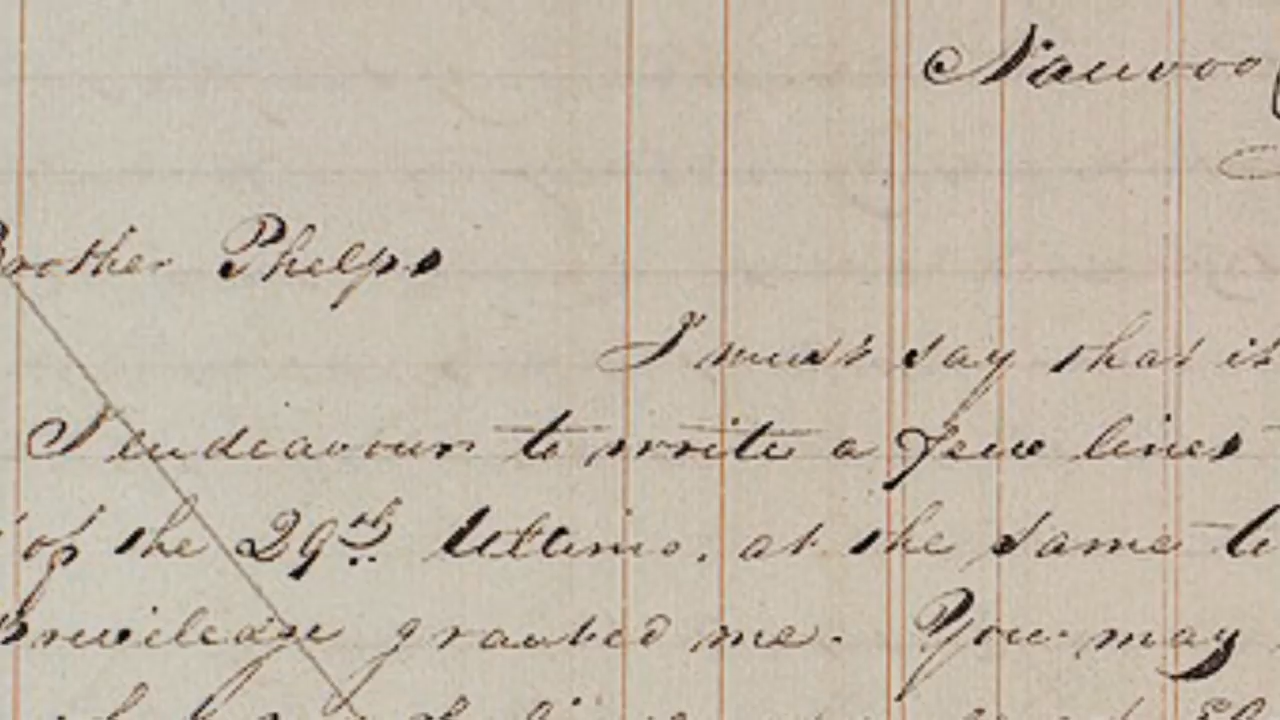 Nauvoo
Brother Phelps
I must say that it
I endeavour to write a few lines
of the 29th Ultimo. at the same
Priviledge granted me. You may